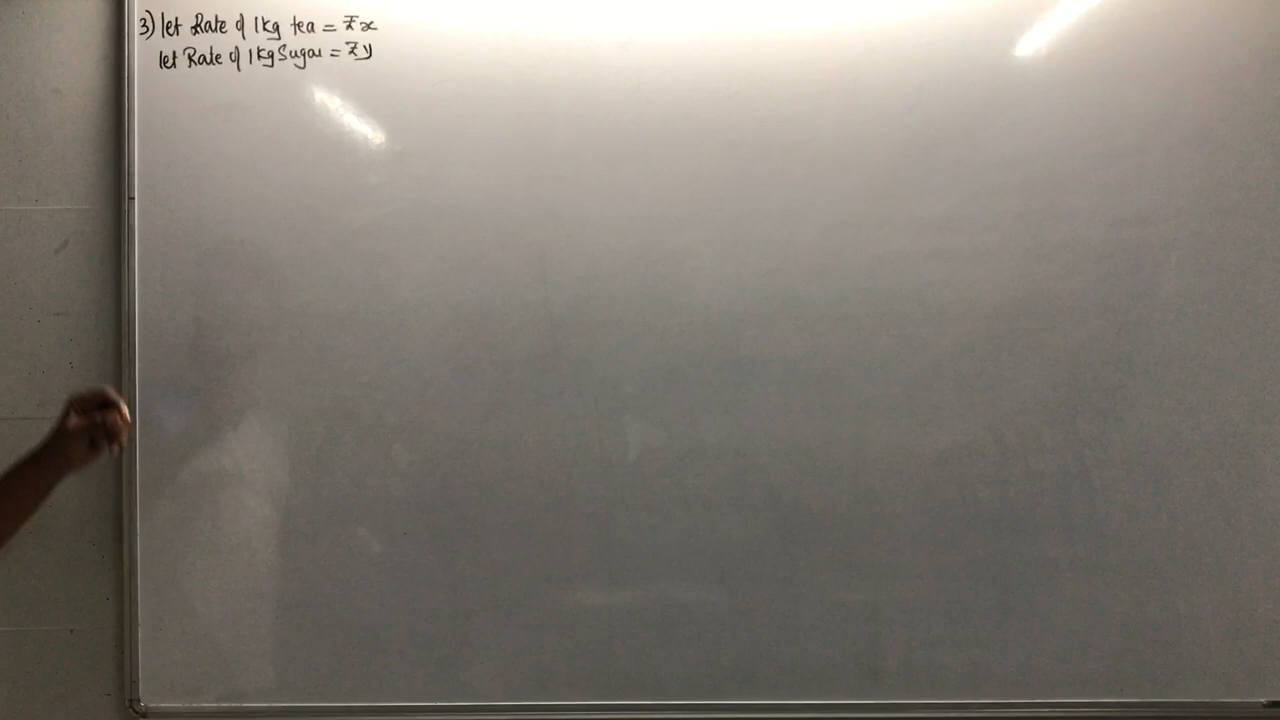 3) let Rate of 1kg tea = ₹x
let Rate of 1kg Sugar = ₹y